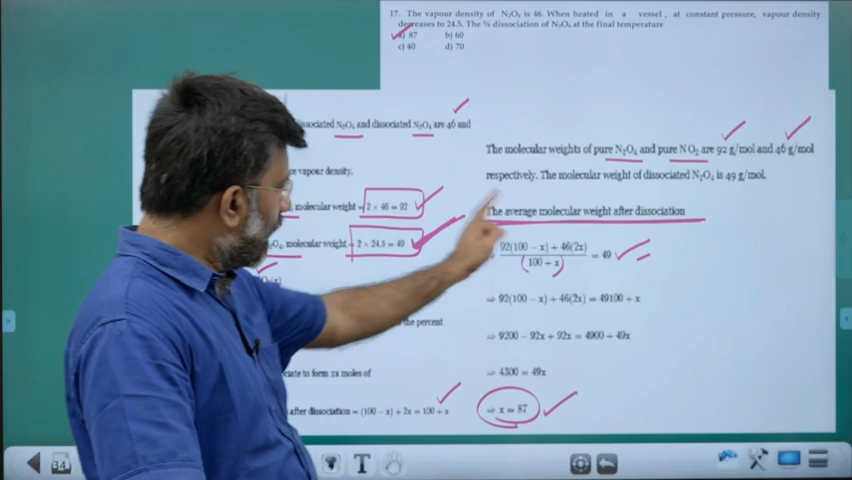 17. The vapour density of N₂O₄ is 46. When heated in a vessel, at constant pressure, vapour density
decreases to 24.5. The % dissociation of N₂O₄ at the final temperature
a) 87 b) 60
c) 40 d) 70
dissociated N₂O₄ and dissociated N₂O₄ are 46 and
vapour density.
molecular weight = 2 × 46 = 92
molecular weight = 2 × 24.5 = 49
the percent
to form 2x moles of
after dissociation = (100 − x) + 2x = 100 + x
The molecular weights of pure N₂O₄ and pure NO₂ are 92 g/mol and 46 g/mol
respectively. The molecular weight of dissociated N₂O₄ is 49 g/mol.
The average molecular weight after dissociation
92(100 − x) + 46(2x)
(100 + x) = 49
⇒ 92(100 − x) + 46(2x) = 49100 + x
⇒ 9200 − 92x + 92x = 4900 + 49x
⇒ 4300 = 49x
⇒ x = 87
34
T